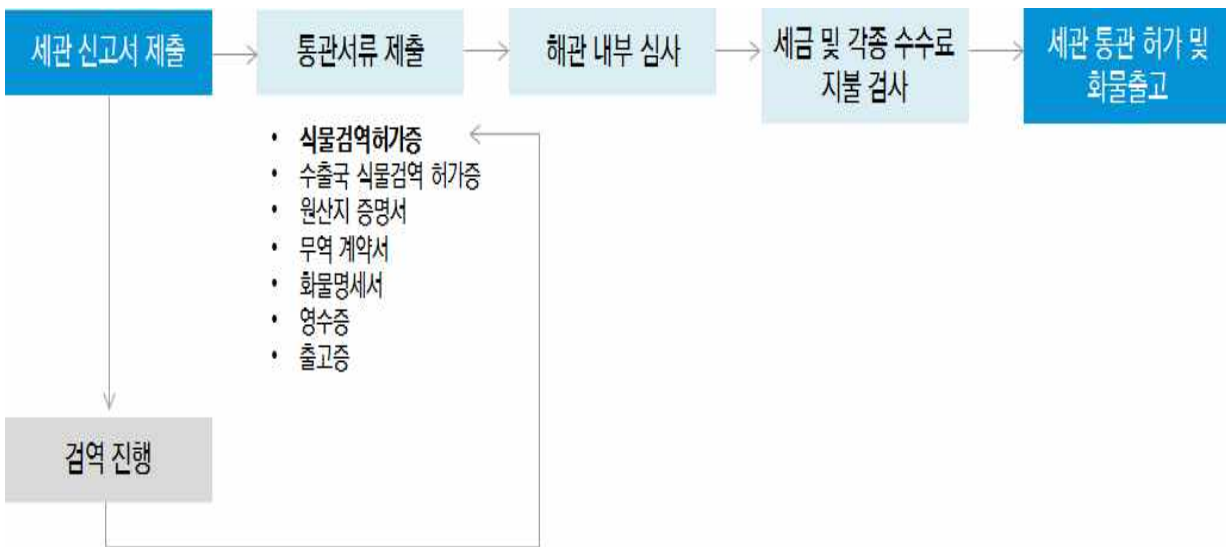 세관 신고서 제출
통관서류 제출
해관 내부 심사
세금 및 각종 수수료
지불 검사
세관 통관 허가 및
화물출고
• 식물검역허가증
• 수출국 식물검역 허가증
• 원산지 증명서
• 무역 계약서
• 화물명세서
• 영수증
• 출고증
검역 진행